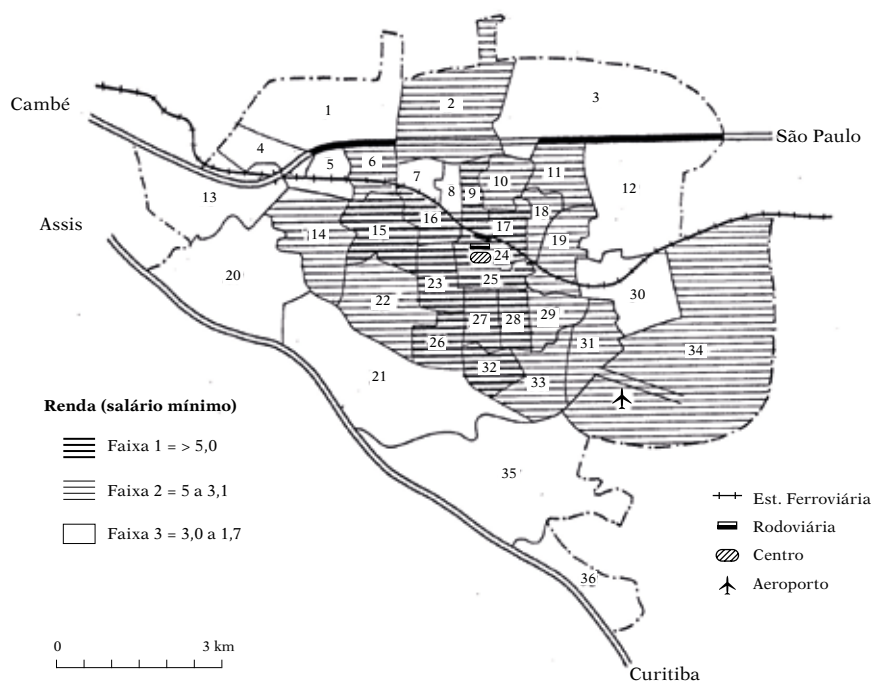 Cambé
1
2
3
São Paulo
4
5
6
7
8
9
10
11
12
13
Assis
14
15
16
17
18
19
20
22
23
24
25
30
26
27
28
29
31
34
21
32
33
Renda (salário mínimo)
Faixa 1 = > 5,0
Faixa 2 = 5 a 3,1
Faixa 3 = 3,0 a 1,7
35
36
Est. Ferroviária
Rodoviária
Centro
Aeroporto
0 3 km
Curitiba